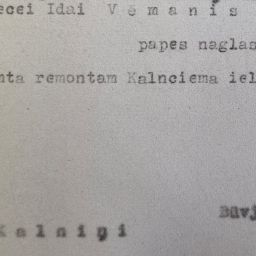 ecei Idai V ē m a n i s
papes naglas
nta remontam Kalnciema iel
Būvj
K a l n i ņ i